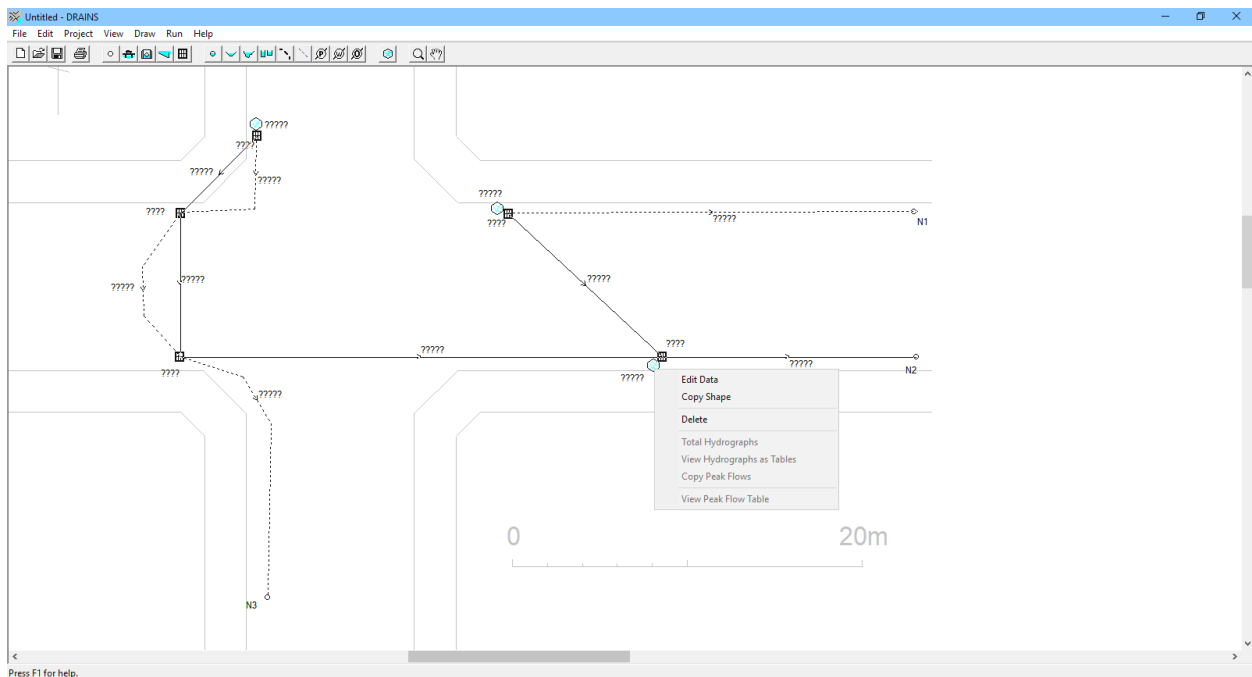 Untitled - DRAINS
File Edit Project View Draw Run Help
?????
????
?????
?????
?????
????
????
?????
N1
?????
?????
?????
????
?????
????
?????
N2
?????
?????
Edit Data
Copy Shape
Delete
Total Hydrographs
View Hydrographs as Tables
Copy Peak Flows
View Peak Flow Table
0 20m
N3
Press F1 for help.